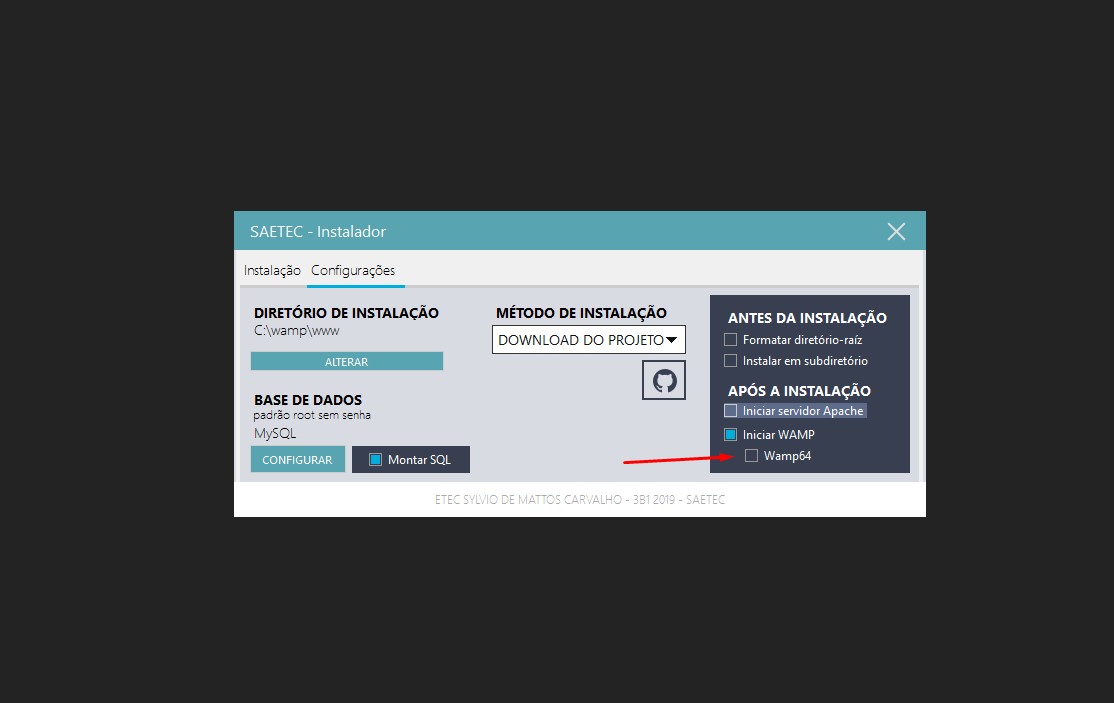 SAETEC - Instalador
Instalação Configurações
DIRETÓRIO DE INSTALAÇÃO
C:\wamp\www
ALTERAR
BASE DE DADOS
padrão root sem senha
MySQL
CONFIGURAR
Montar SQL
MÉTODO DE INSTALAÇÃO
DOWNLOAD DO PROJETO
ANTES DA INSTALAÇÃO
Formatar diretório-raíz
Instalar em subdiretório
APÓS A INSTALAÇÃO
Iniciar servidor Apache
Iniciar WAMP
Wamp64
ETEC SYLVIO DE MATTOS CARVALHO - 3B1 2019 - SAETEC